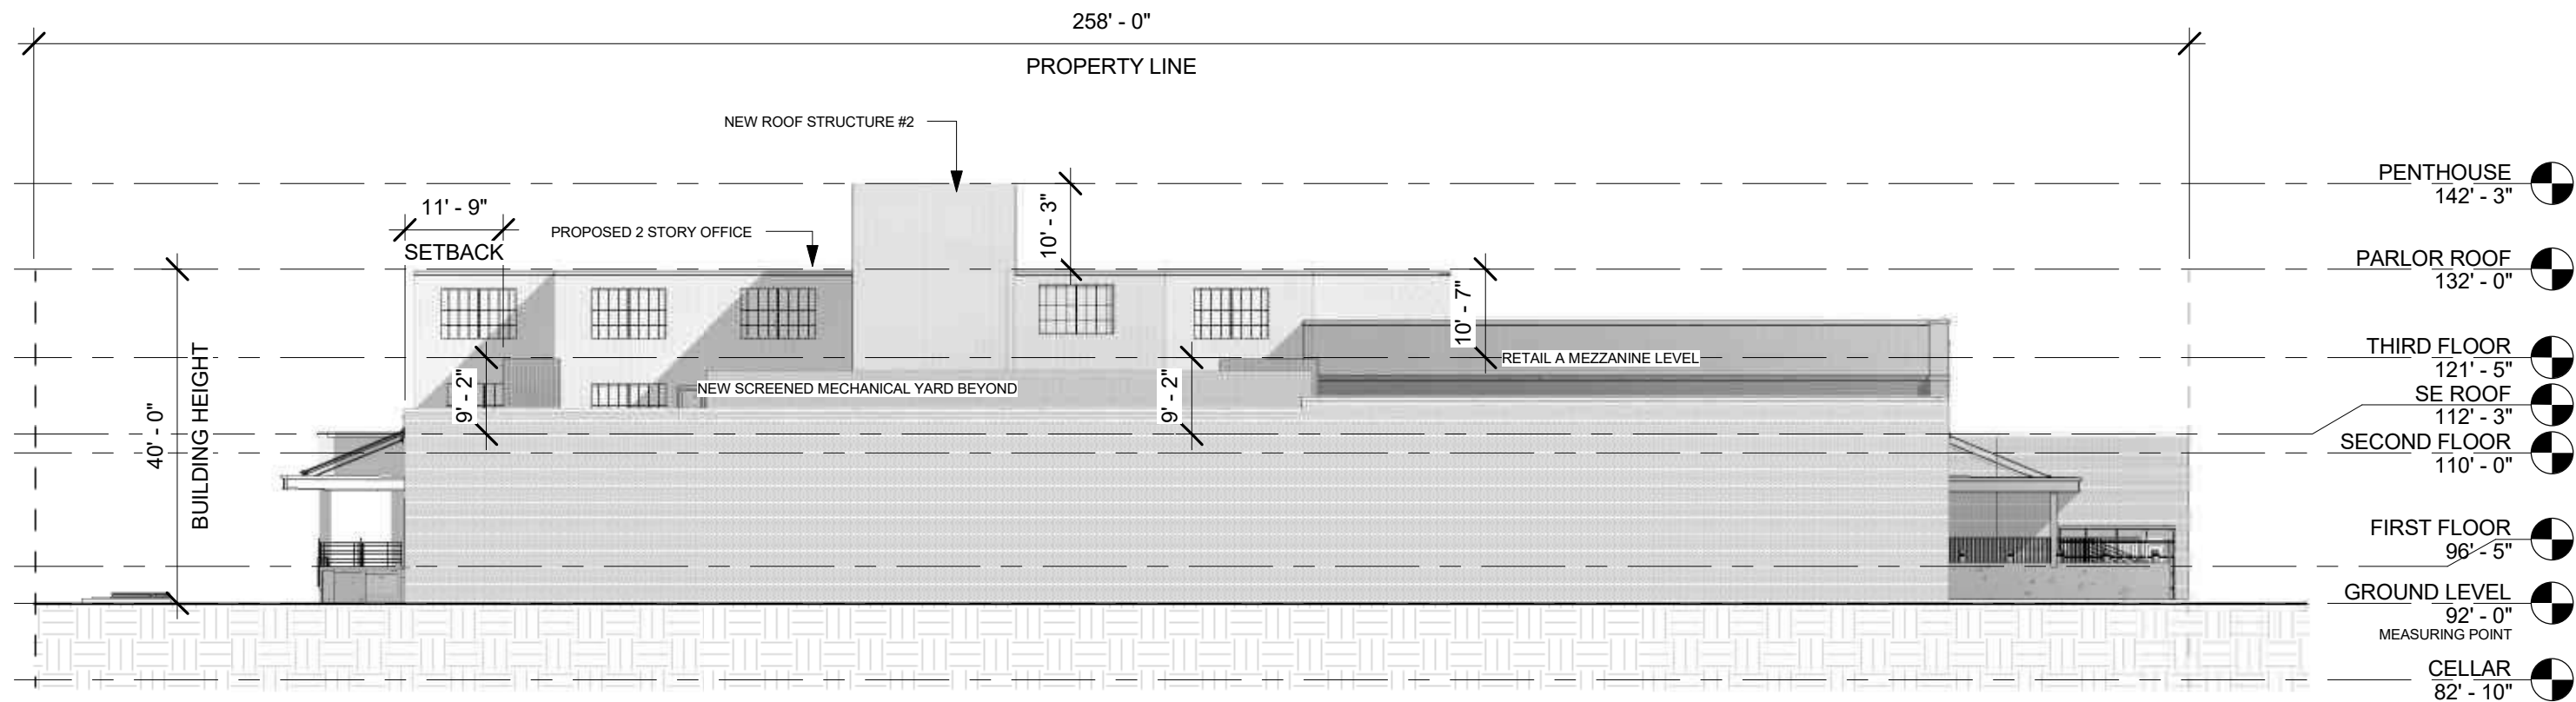 258' - 0"
PROPERTY LINE
NEW ROOF STRUCTURE #2
11' - 9"
SETBACK
PROPOSED 2 STORY OFFICE
10' - 3"
10' - 7"
RETAIL A MEZZANINE LEVEL
NEW SCREENED MECHANICAL YARD BEYOND
9' - 2"
9' - 2"
40' - 0"
BUILDING HEIGHT
PENTHOUSE
142' - 3"
PARLOR ROOF
132' - 0"
THIRD FLOOR
121' - 5"
SE ROOF
112' - 3"
SECOND FLOOR
110' - 0"
FIRST FLOOR
96' - 5"
GROUND LEVEL
92' - 0"
MEASURING POINT
CELLAR
82' - 10"